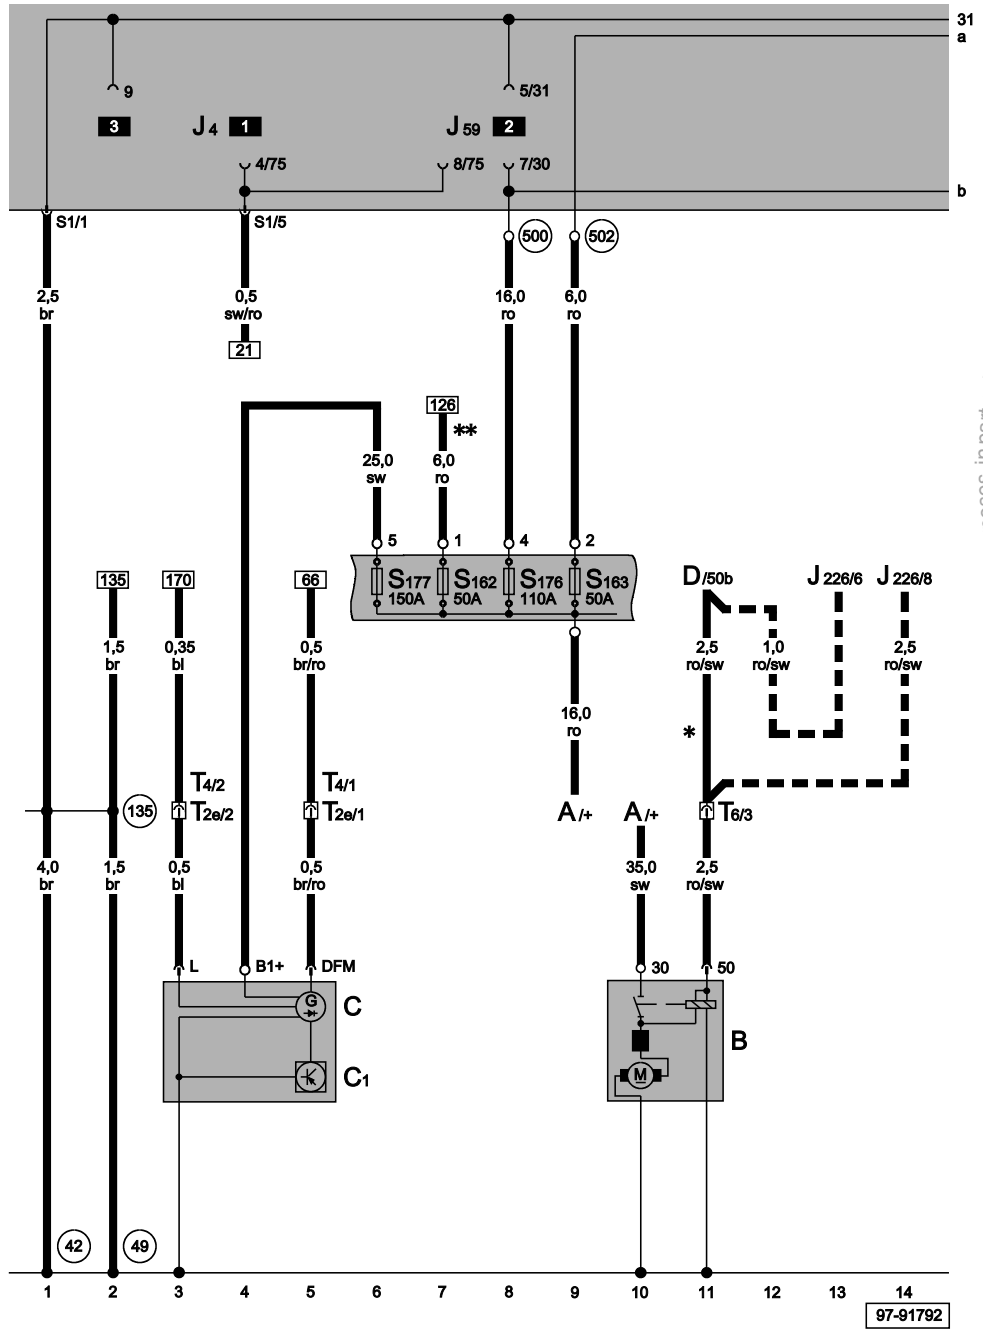 31
a
9
5/31
3
J 4
1
J 59
2
4/75
8/75
7/30
b
S1/1
S1/5
500
502
2,5
br
0,5
sw/ro
16,0
ro
6,0
ro
21
126
**
25,0
sw
6,0
ro
5
1
4
2
S177
150A
S162
50A
S176
110A
S163
50A
135
170
66
D/50b
J 226/6
J 226/8
1,5
br
0,35
bl
0,5
br/ro
2,5
ro/sw
1,0
ro/sw
2,5
ro/sw
16,0
ro
*
T4/2
T2e/2
T4/1
T2e/1
135
A/+
A/+
T6/3
4,0
br
1,5
br
0,5
bl
0,5
br/ro
35,0
sw
2,5
ro/sw
L
B1+
DFM
30
50
G
C
B
C1
M
42
49
1 2 3 4 5 6 7 8 9 10 11 12 13 14
97-91792